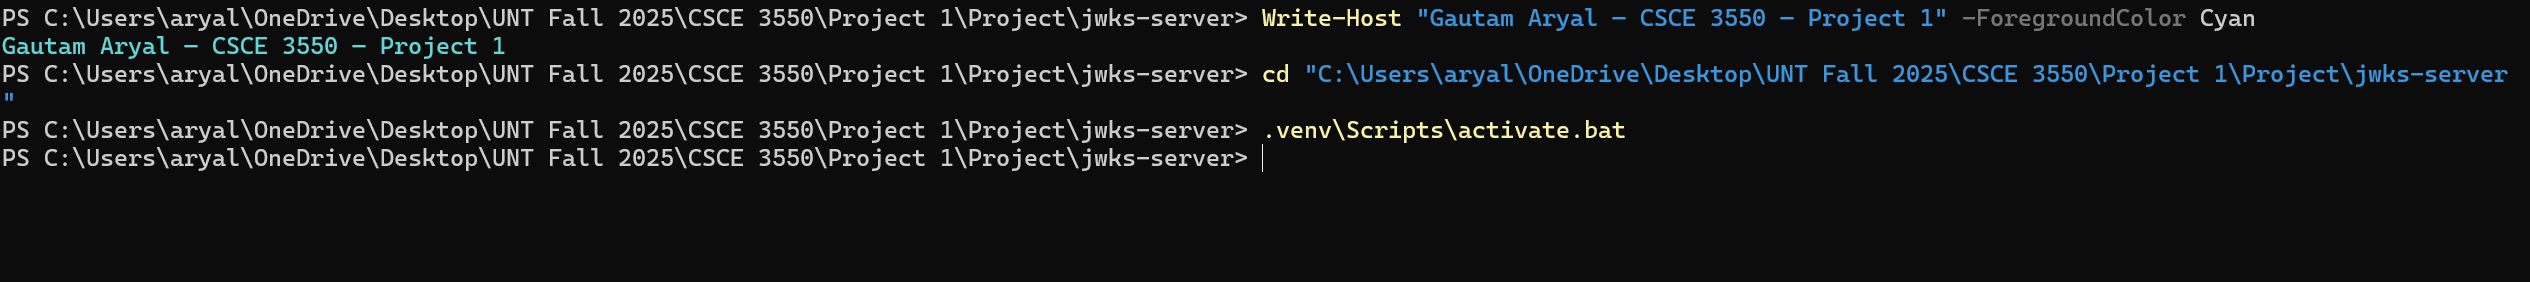 PS C:\Users\aryal\OneDrive\Desktop\UNT Fall 2025\CSCE 3550\Project 1\Project\jwks-server> Write-Host "Gautam Aryal — CSCE 3550 — Project 1" -ForegroundColor Cyan
Gautam Aryal — CSCE 3550 — Project 1
PS C:\Users\aryal\OneDrive\Desktop\UNT Fall 2025\CSCE 3550\Project 1\Project\jwks-server> cd "C:\Users\aryal\OneDrive\Desktop\UNT Fall 2025\CSCE 3550\Project 1\Project\jwks-server
"
PS C:\Users\aryal\OneDrive\Desktop\UNT Fall 2025\CSCE 3550\Project 1\Project\jwks-server> .venv\Scripts\activate.bat
PS C:\Users\aryal\OneDrive\Desktop\UNT Fall 2025\CSCE 3550\Project 1\Project\jwks-server>